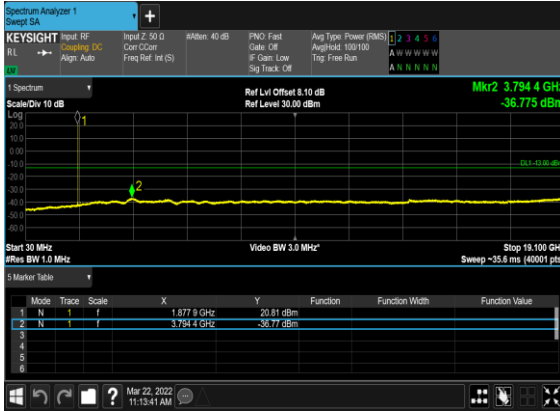 Spectrum Analyzer 1
Swept SA
+
KEYSIGHT Input: RF Input Z: 50 Ω #Atten: 40 dB PNO: Fast Avg Type: Power (RMS) 1 2 3 4 5 6
RL Coupling: DC Corr CCorr Gate: Off Avg|Hold: 100/100 A W W W W W
Align: Auto Freq Ref: Int (S) IF Gain: Low Trig: Free Run A N N N N N
Sig Track: Off
1 Spectrum Ref Lvl Offset 8.10 dB Mkr2 3.794 4 GHz
Scale/Div 10 dB Ref Level 30.00 dBm -36.775 dBm
Log
20.0
10.0
0.00
-10.0 DL1 -13.00 dBm
-20.0
-30.0
-40.0
-50.0
-60.0
1
2
Start 30 MHz Video BW 3.0 MHz* Stop 19.100 GH
#Res BW 1.0 MHz Sweep ~35.6 ms (40001 pts
5 Marker Table
Mode Trace Scale X Y Function Function Width Function Value
1 N 1 f 1.877 9 GHz 20.81 dBm
2 N 1 f 3.794 4 GHz -36.77 dBm
3
4
5
6
? Mar 22, 2022
11:13:41 AM